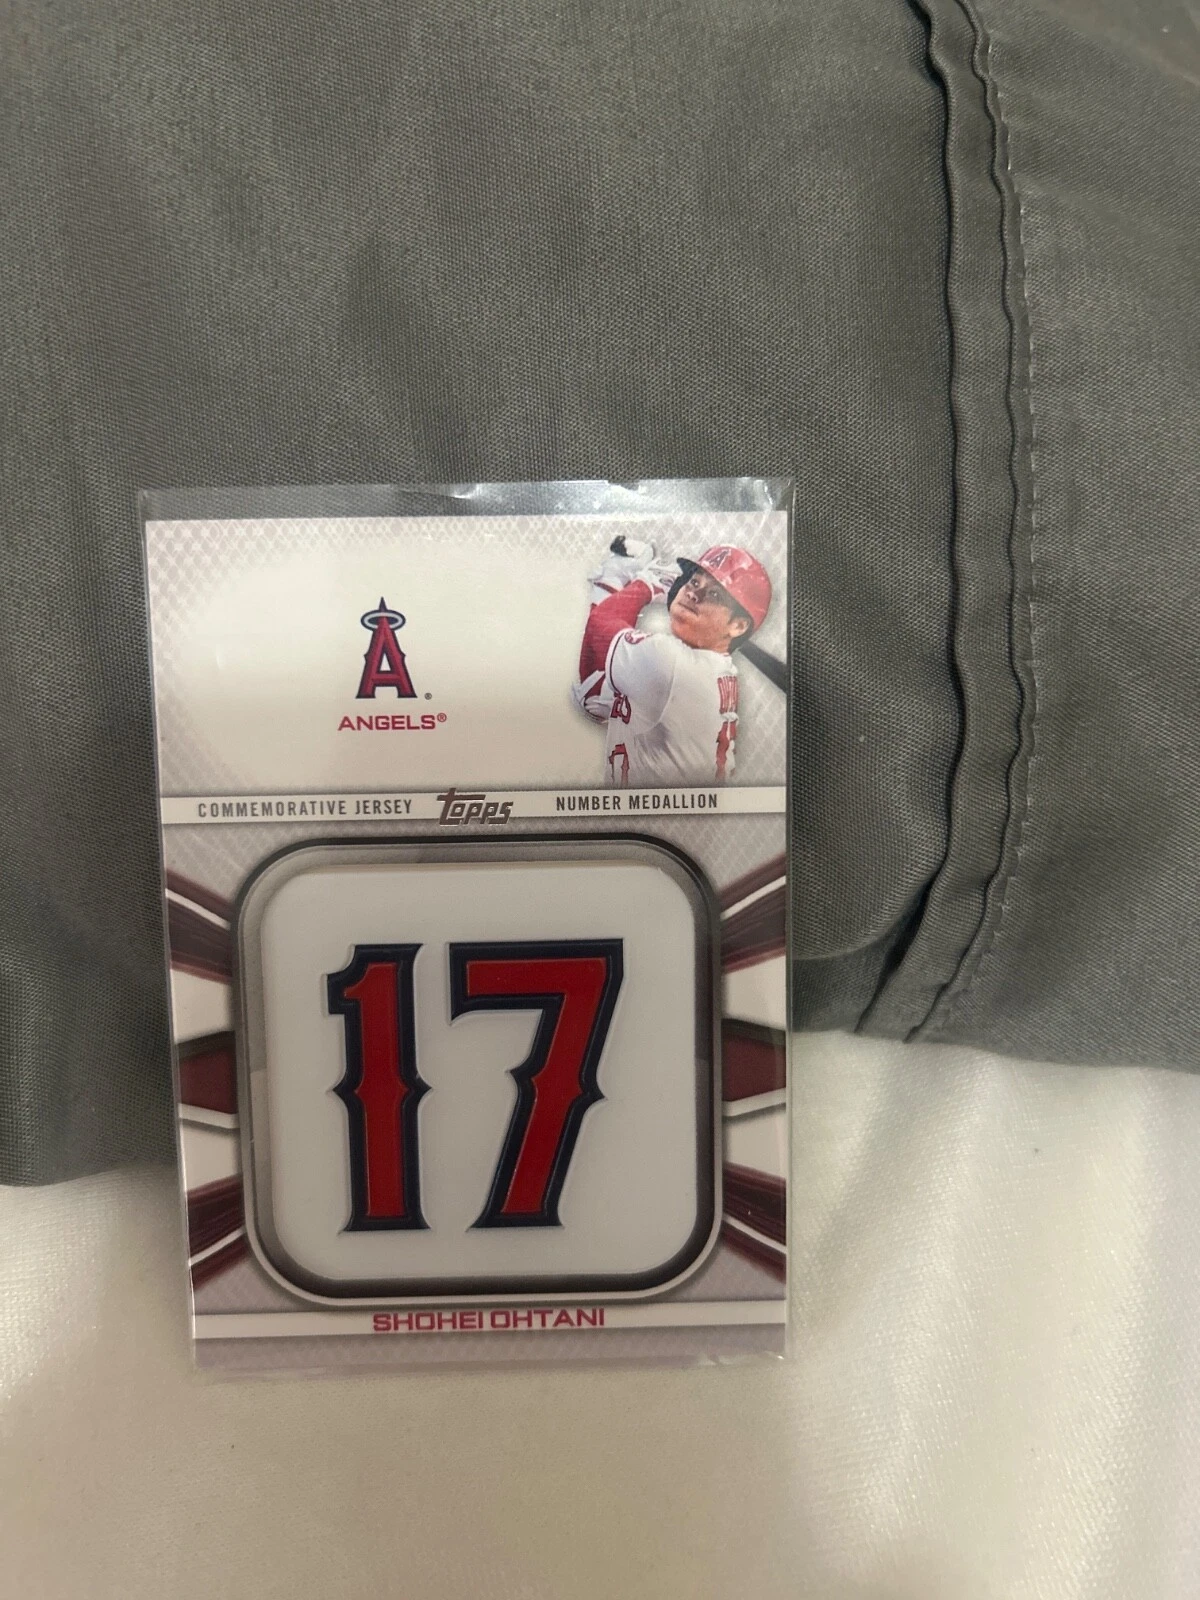 A
®
ANGELS®
COMMEMORATIVE JERSEY topps NUMBER MEDALLION
17
SHOHEI OHTANI